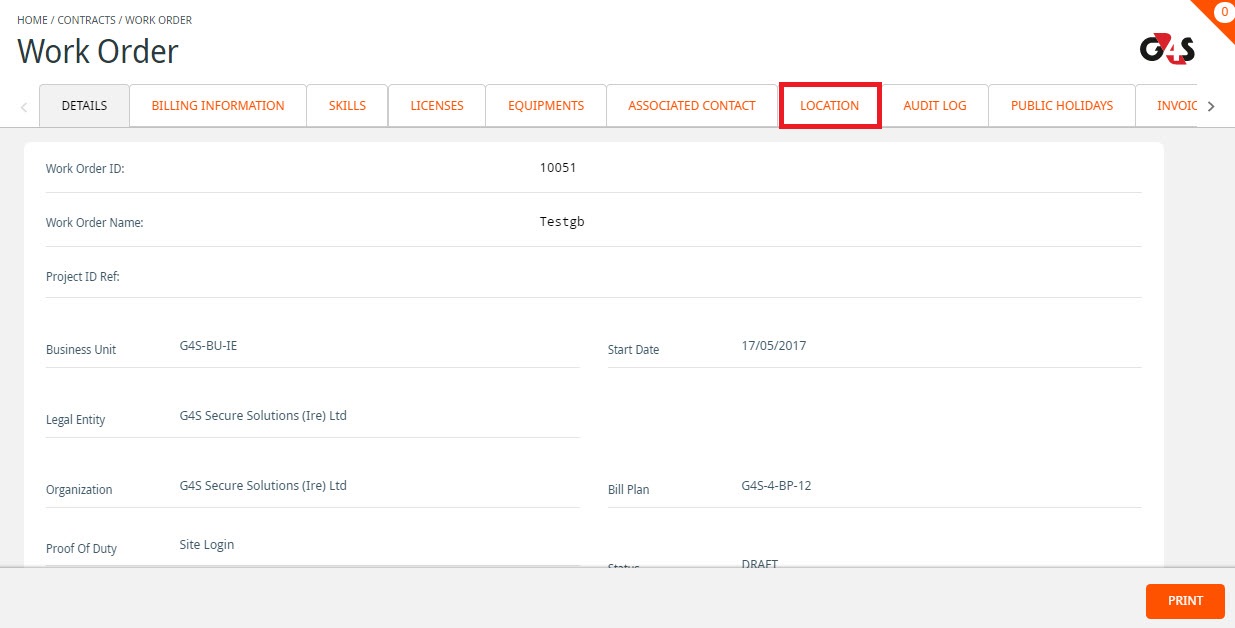 HOME / CONTRACTS / WORK ORDER
0
Work Order
G4S
DETAILS BILLING INFORMATION SKILLS LICENSES EQUIPMENTS ASSOCIATED CONTACT LOCATION AUDIT LOG PUBLIC HOLIDAYS INVOIC
Work Order ID: 10051
Work Order Name: Testgb
Project ID Ref:
Business Unit G4S-BU-IE Start Date 17/05/2017
Legal Entity G4S Secure Solutions (Ire) Ltd
Organization G4S Secure Solutions (Ire) Ltd Bill Plan G4S-4-BP-12
Proof Of Duty Site Login
Status DRAFT
PRINT